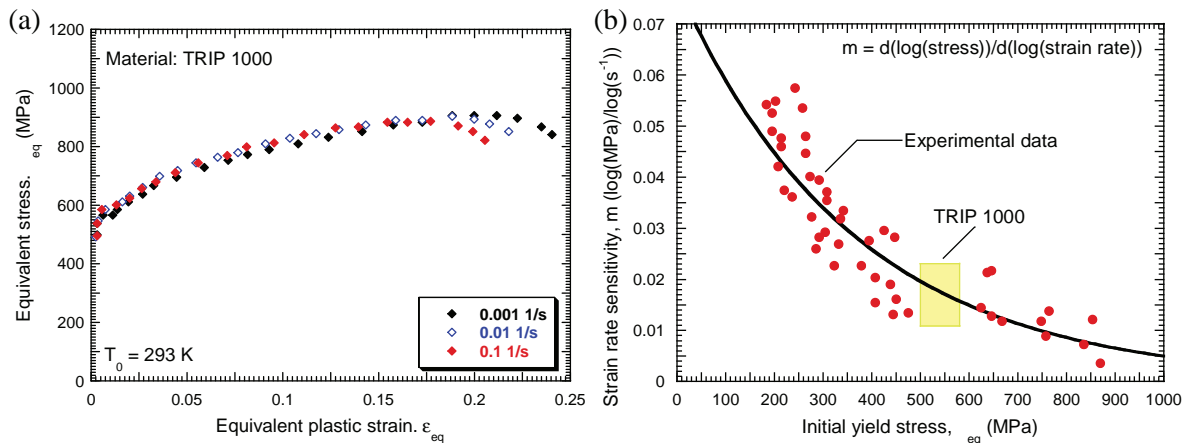 (a)
1200
1000
800
600
400
200
0
Equivalent stress. eq (MPa)
Material: TRIP 1000
0.001 1/s
0.01 1/s
0.1 1/s
T0 = 293 K
0 0.05 0.1 0.15 0.2 0.25
Equivalent plastic strain. εeq
(b)
0.07
0.06
0.05
0.04
0.03
0.02
0.01
0
Strain rate sensitivity, m (log(MPa)/log(s-1))
m = d(log(stress))/d(log(strain rate))
Experimental data
TRIP 1000
0 100 200 300 400 500 600 700 800 900 1000
Initial yield stress, eq (MPa)